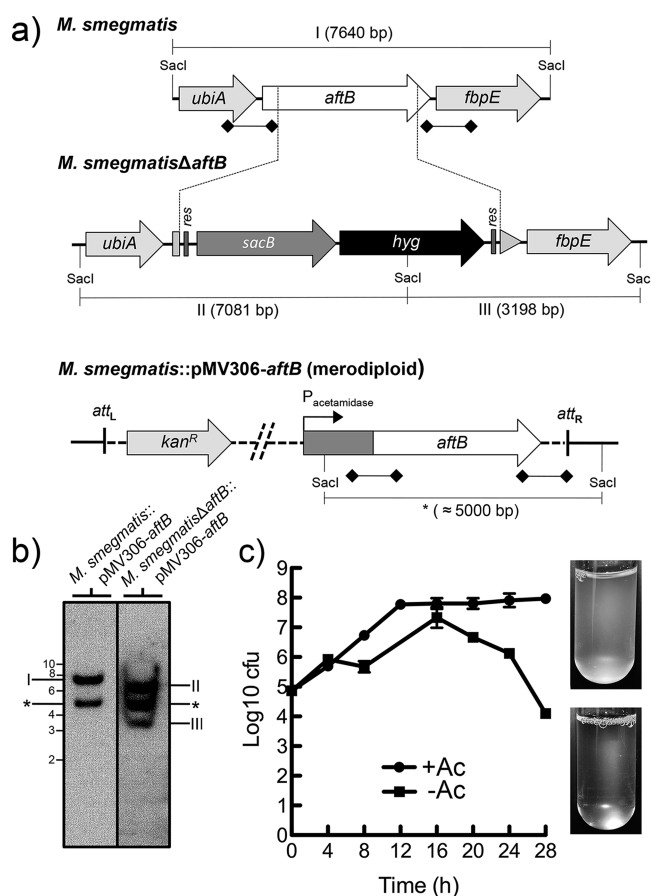 a)
M. smegmatis
I (7640 bp)
SacI SacI
ubiA aftB fbpE
M. smegmatisΔaftB
res res
ubiA sacB hyg fbpE
SacI SacI SacI
II (7081 bp) III (3198 bp)
M. smegmatis::pMV306-aftB (merodiploid)
Pacetamidase
attL attR
kanR aftB
SacI SacI
* (≈5000 bp)
b)
M. smegmatis::
pMV306-aftB
M. smegmatisΔaftB::
pMV306-aftB
10
8
6
4
3
2
I
*
II
*
III
c)
Log10 cfu
9
8
7
6
5
4
3
2
1
0
+Ac
-Ac
0 4 8 12 16 20 24 28
Time (h)